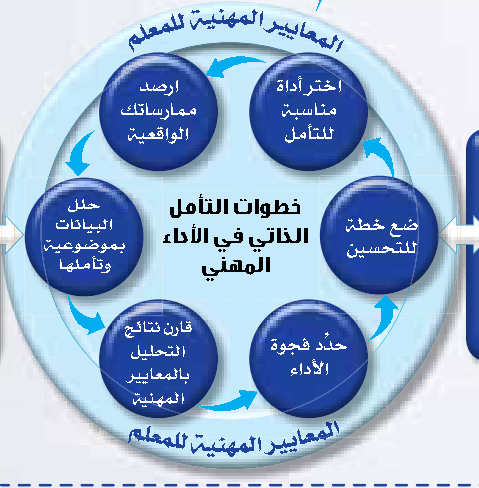 المعايير المهنية للمعلم
اختر أداة
مناسبة
للتأمل
ارصد
ممارساتك
الواقعية
حلل
البيانات
بموضوعية
وتأملها
قارن نتائج
التحليل
بالمعايير
المهنية
حدُد فجوة
الأداء
ضع خطة
للتحسين
خطوات التأمل
الذاتي في الأداء
المهني
المعايير المهنية للمعلم